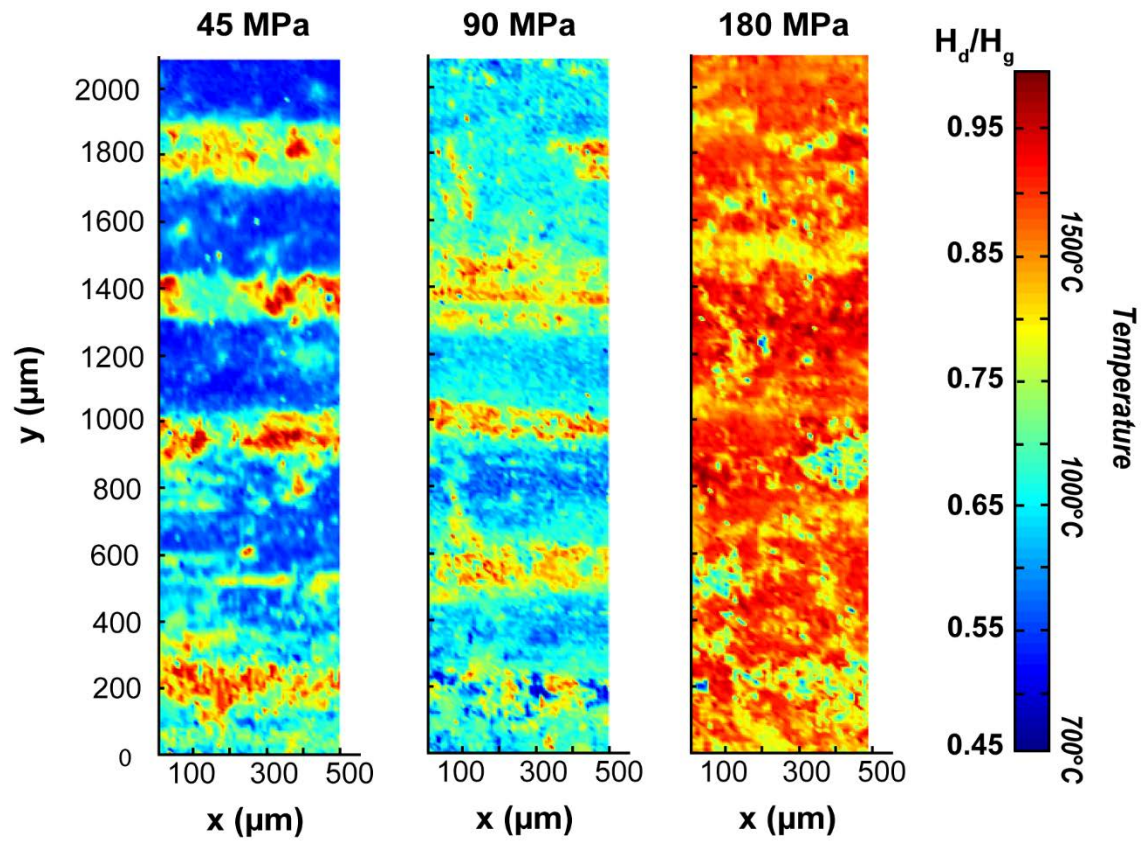 45 MPa
90 MPa
180 MPa
Hd/Hg
2000
1800
1600
1400
1200
1000
800
600
400
200
0
y (µm)
100 300 500
100 300 500
100 300 500
x (µm)
x (µm)
x (µm)
0.95
0.85
0.75
0.65
0.55
0.45
1500°C
1000°C
700°C
Temperature